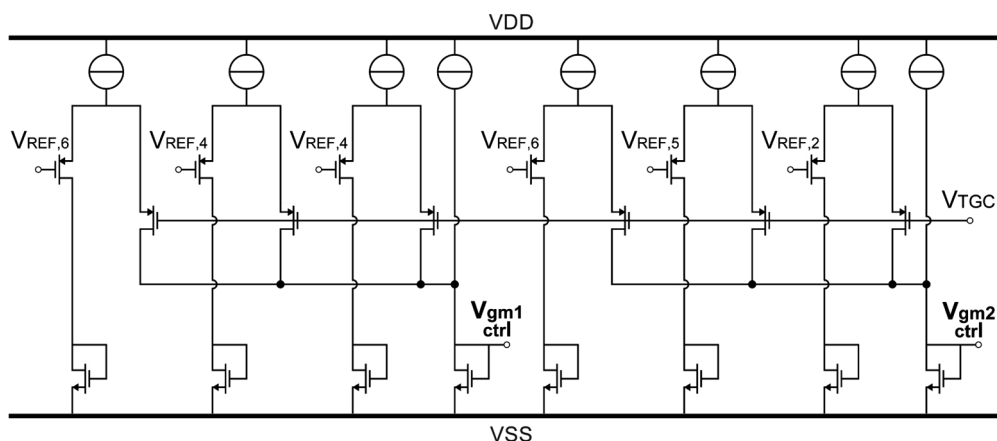 VDD
VREF,6
VREF,4
VREF,4
VREF,6
VREF,5
VREF,2
VTGC
Vgm1
ctrl
Vgm2
ctrl
VSS